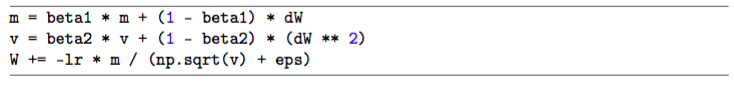 m = beta1 * m + (1 - beta1) * dW
v = beta2 * v + (1 - beta2) * (dW ** 2)
W += -lr * m / (np.sqrt(v) + eps)